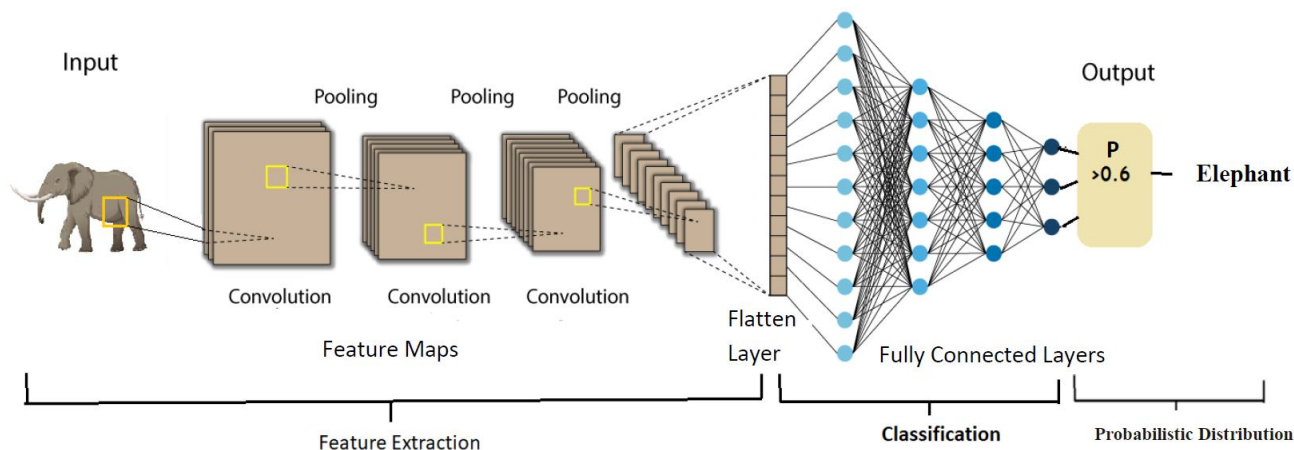 Input
Pooling
Pooling
Pooling
Output
P
>0.6
Elephant
Convolution
Convolution
Convolution
Flatten
Layer
Feature Maps
Fully Connected Layers
Feature Extraction
Classification
Probabilistic Distribution